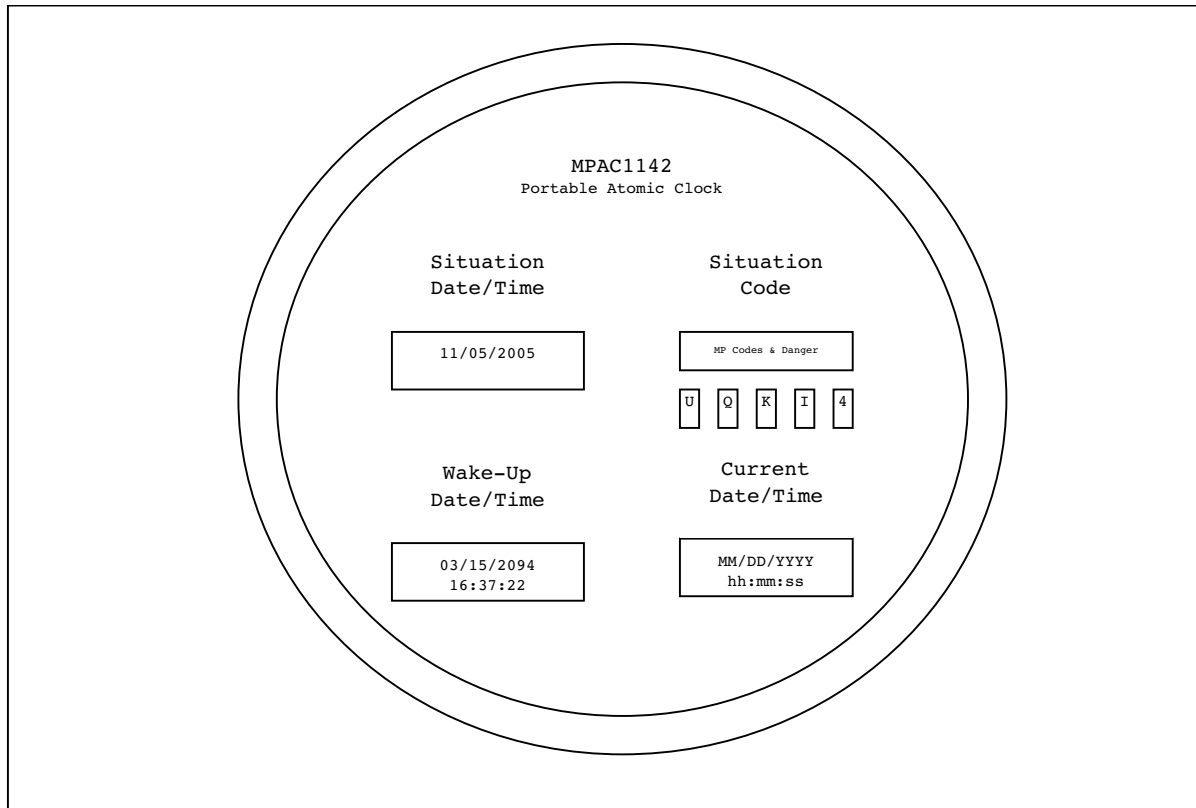 MPAC1142
Portable Atomic Clock
Situation
Date/Time
11/05/2005
Situation
Code
MP Codes & Danger
U Q K I 4
Wake-Up
Date/Time
03/15/2094
16:37:22
Current
Date/Time
MM/DD/YYYY
hh:mm:ss